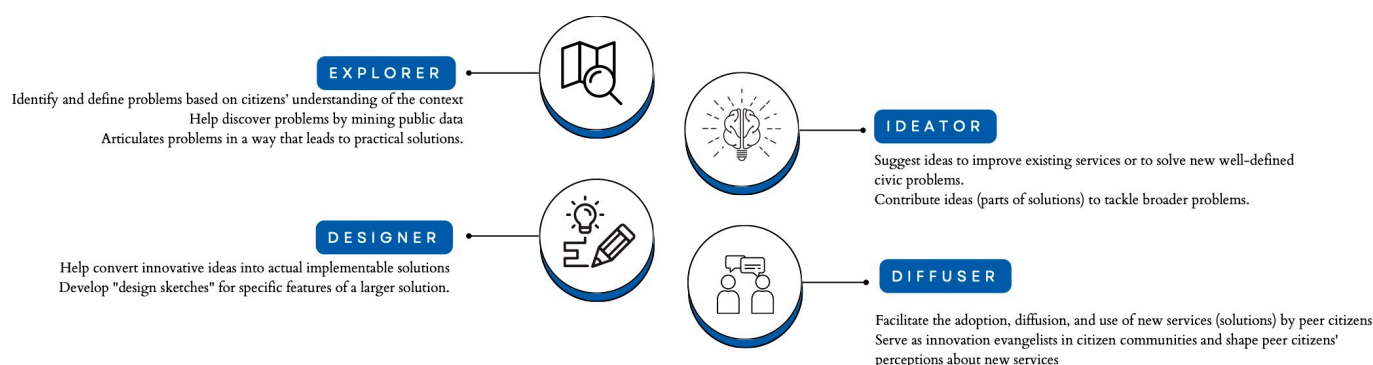 EXPLORER
Identify and define problems based on citizens’ understanding of the context
Help discover problems by mining public data
Articulates problems in a way that leads to practical solutions.
IDEATOR
Suggest ideas to improve existing services or to solve new well-defined
civic problems.
Contribute ideas (parts of solutions) to tackle broader problems.
DESIGNER
Help convert innovative ideas into actual implementable solutions
Develop "design sketches" for specific features of a larger solution.
DIFFUSER
Facilitate the adoption, diffusion, and use of new services (solutions) by peer citizens
Serve as innovation evangelists in citizen communities and shape peer citizens'
perceptions about new services